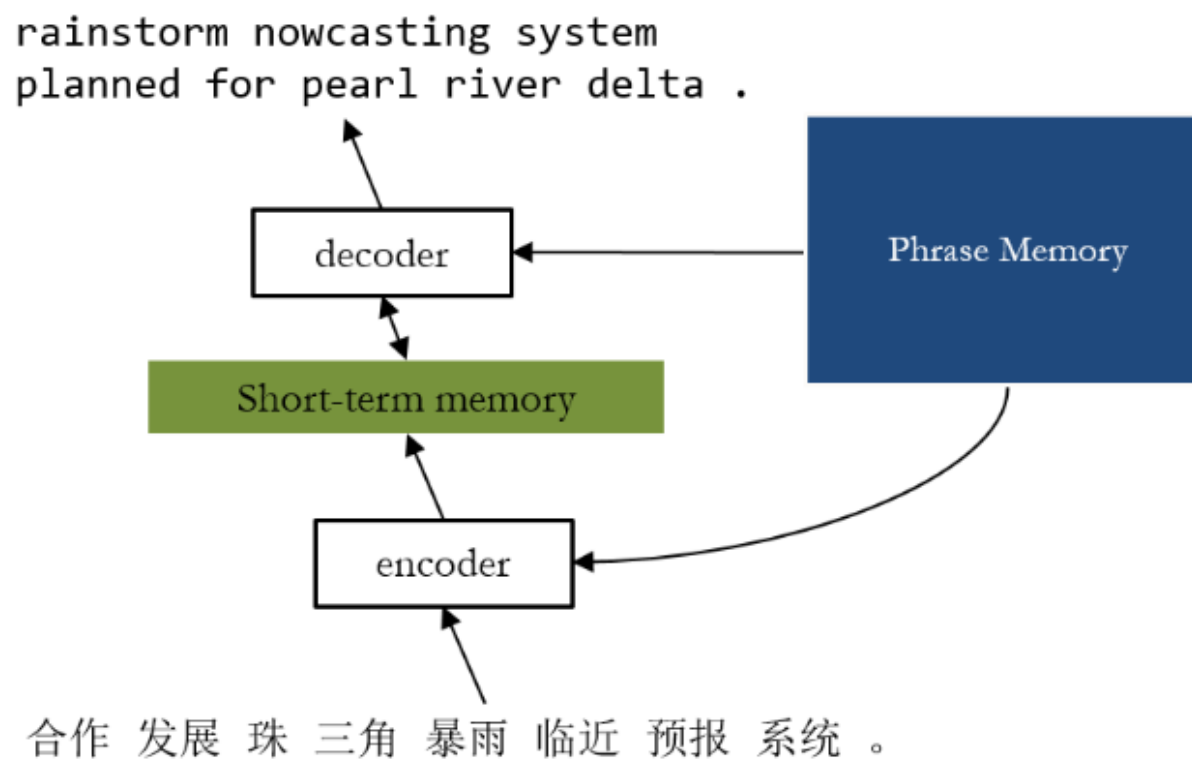 rainstorm nowcasting system
planned for pearl river delta .
decoder
Phrase Memory
Short-term memory
encoder
合作 发展 珠 三角 暴雨 临近 预报 系统 。